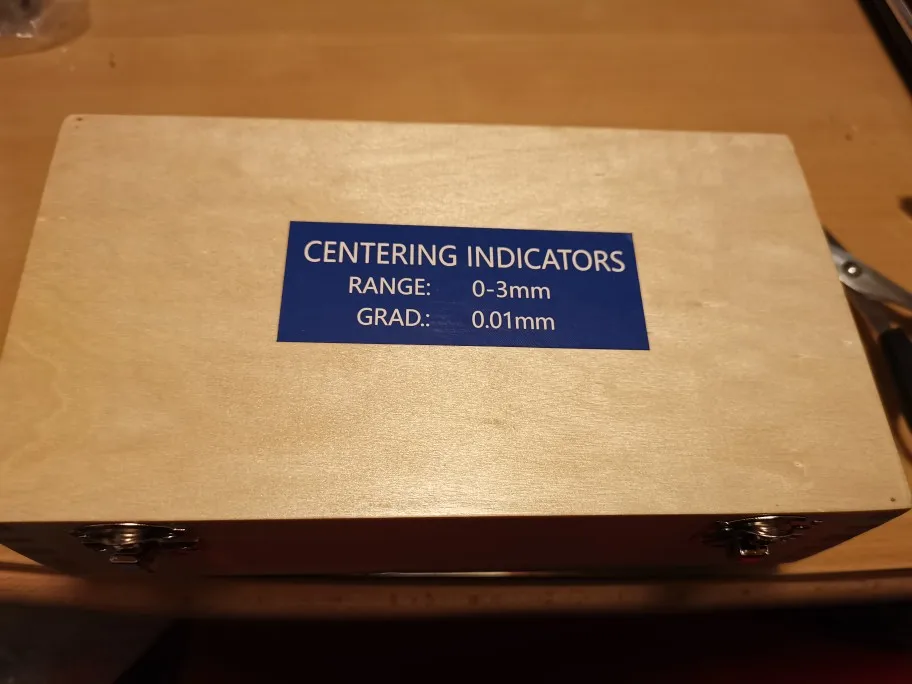 CENTERING INDICATORS
RANGE: 0-3mm
GRAD.: 0.01mm